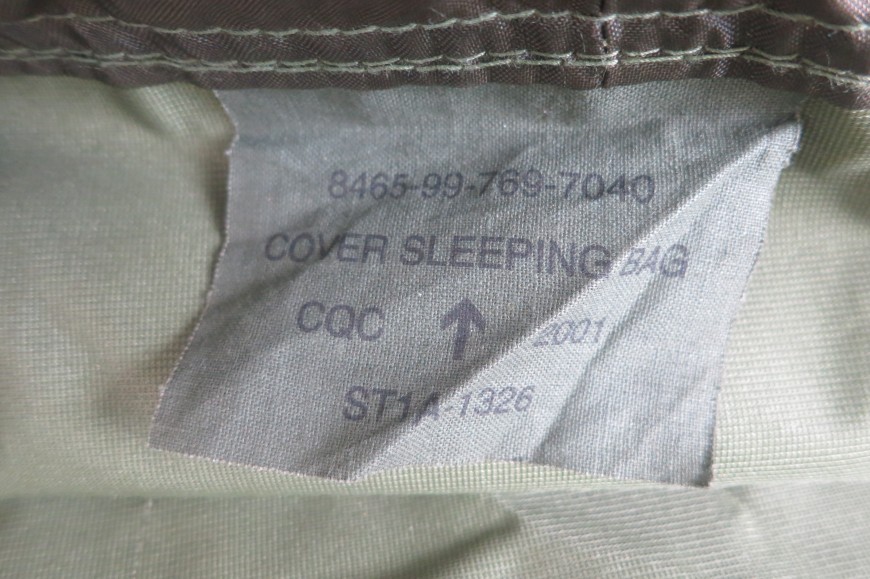 8465-99-769-7040
COVER SLEEPING BAG
CQC ↑ 2001
ST1A-1326